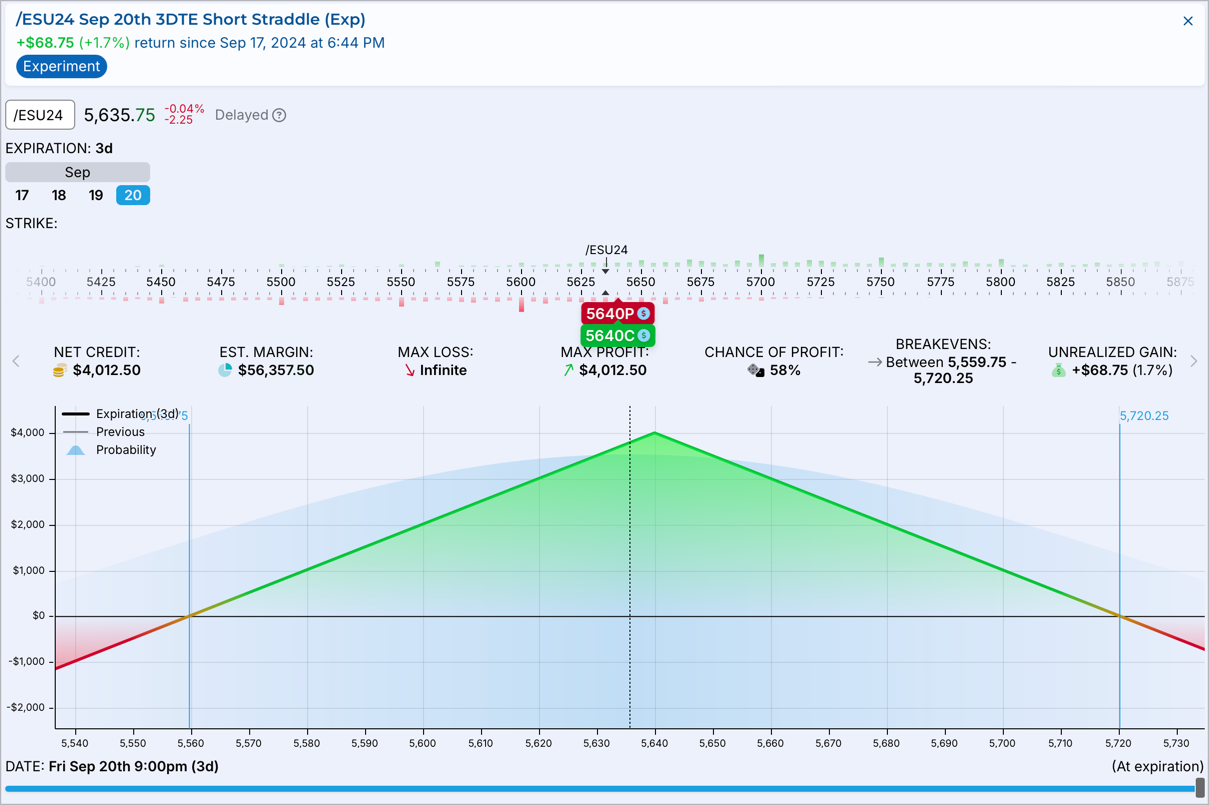 /ESU24 Sep 20th 3DTE Short Straddle (Exp)
+$68.75 (+1.7%) return since Sep 17, 2024 at 6:44 PM
Experiment
/ESU24 5,635.75 -0.04% -2.25 Delayed ?
EXPIRATION: 3d
Sep
17 18 19 20
STRIKE:
/ESU24
5400 5425 5450 5475 5500 5525 5550 5575 5600 5625 5650 5675 5700 5725 5750 5775 5800 5825 5850 5875
5640P $
5640C $
NET CREDIT:
$4,012.50
EST. MARGIN:
$56,357.50
MAX LOSS:
Infinite
MAX PROFIT:
$4,012.50
CHANCE OF PROFIT:
58%
BREAKEVENS:
Between 5,559.75 -
5,720.25
UNREALIZED GAIN:
+$68.75 (1.7%)
Expiration (3d)
Previous
Probability
5,720.25
$4,000
$3,000
$2,000
$1,000
$0
-$1,000
-$2,000
5,540 5,550 5,560 5,570 5,580 5,590 5,600 5,610 5,620 5,630 5,640 5,650 5,660 5,670 5,680 5,690 5,700 5,710 5,720 5,730
DATE: Fri Sep 20th 9:00pm (3d)
(At expiration)